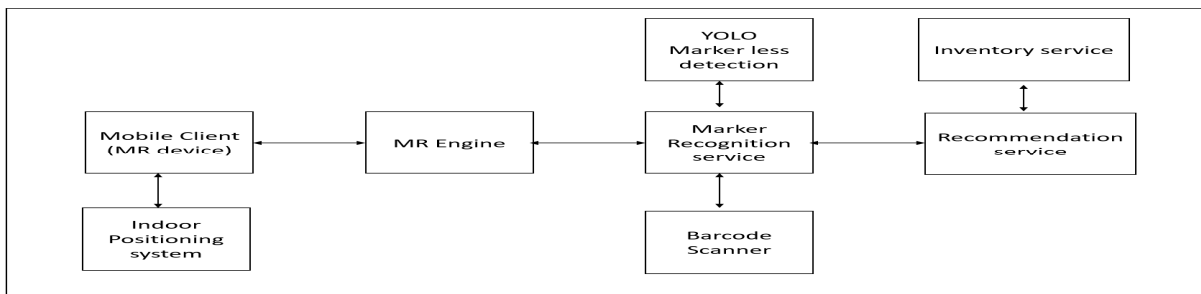 YOLO
Marker less
detection
Inventory service
Mobile Client
(MR device)
MR Engine
Marker
Recognition
service
Recommendation
service
Indoor
Positioning
system
Barcode
Scanner